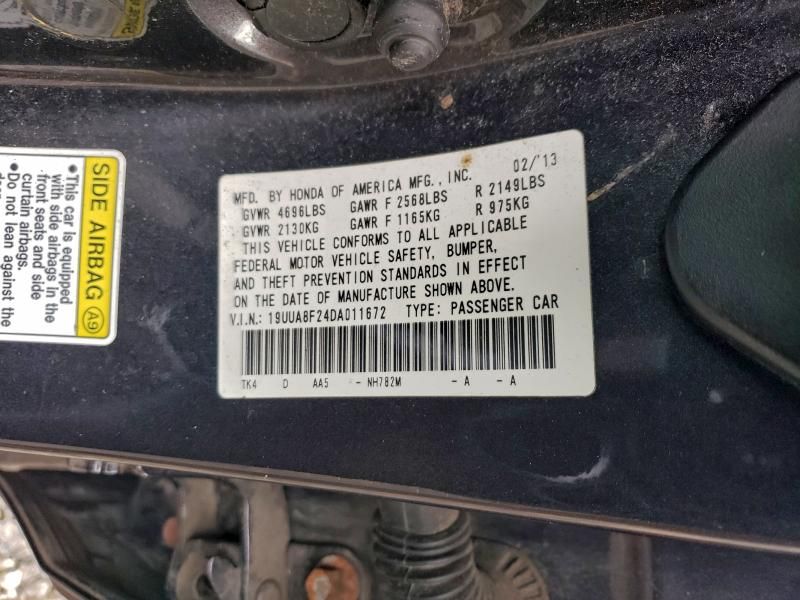 MFD. BY HONDA OF AMERICA MFG., INC. 02/'13
GVWR 4696LBS GAWR F 2568LBS R 2149LBS
GVWR 2130KG GAWR F 1165KG R 975KG
THIS VEHICLE CONFORMS TO ALL APPLICABLE
FEDERAL MOTOR VEHICLE SAFETY, BUMPER,
AND THEFT PREVENTION STANDARDS IN EFFECT
ON THE DATE OF MANUFACTURE SHOWN ABOVE.
V.I.N.: 19UUA8F24DA011672 TYPE: PASSENGER CAR
TK4 D AA5 - NH782M - A - A
SIDE AIRBAG A9
•This car is equipped
with side airbags in the
front seats and side
curtain airbags.
•Do not lean against the